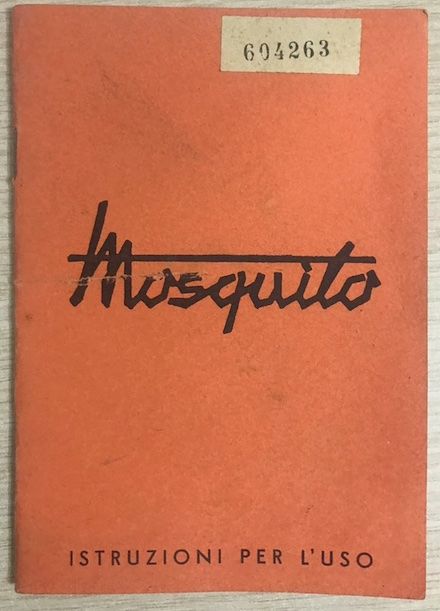 604263
Mosquito
ISTRUZIONI PER L'USO